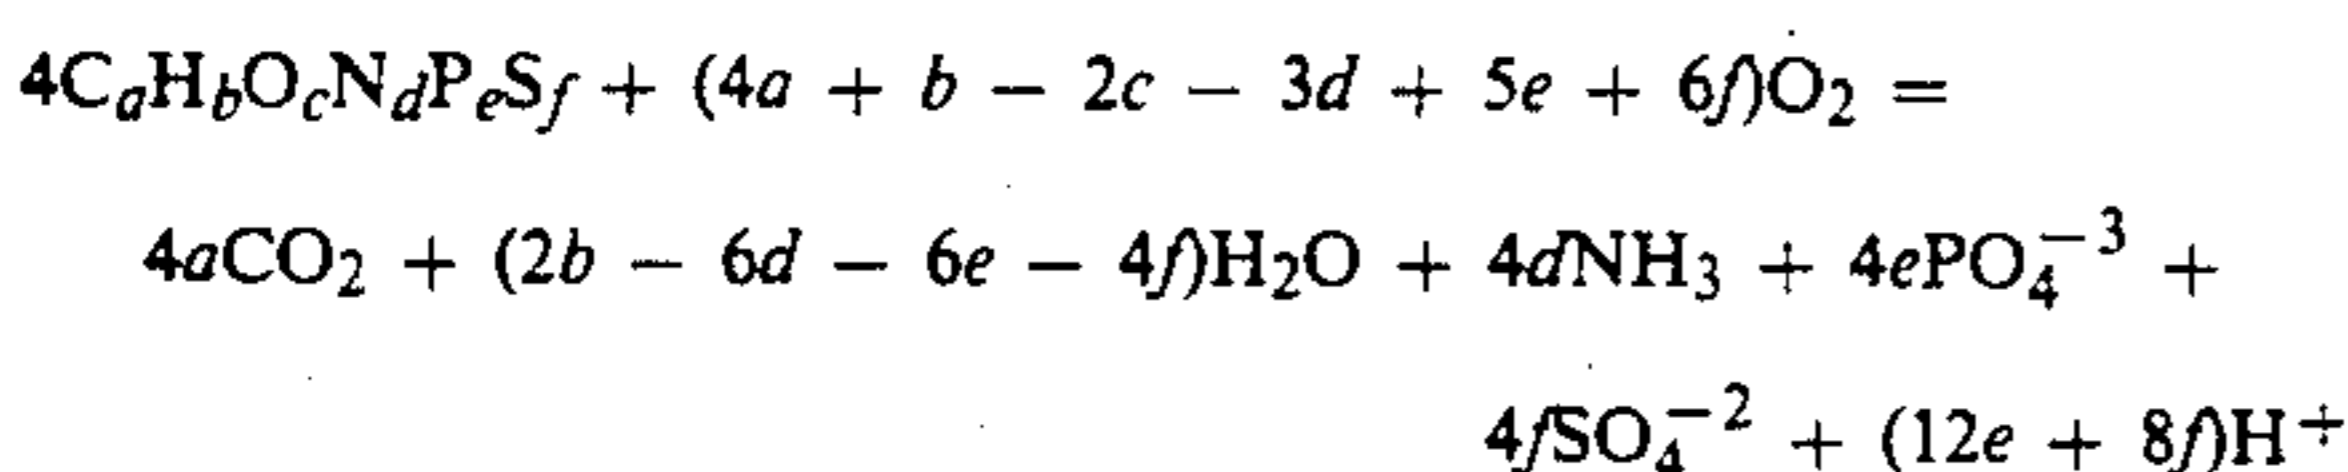 4CₐH_bO_cN_dP_eS_f + (4a + b − 2c − 3d + 5e + 6f)O₂ =
4aCO₂ + (2b − 6d − 6e − 4f)H₂O + 4dNH₃ + 4ePO₄⁻³ +
4fSO₄⁻² + (12e + 8f)H⁺